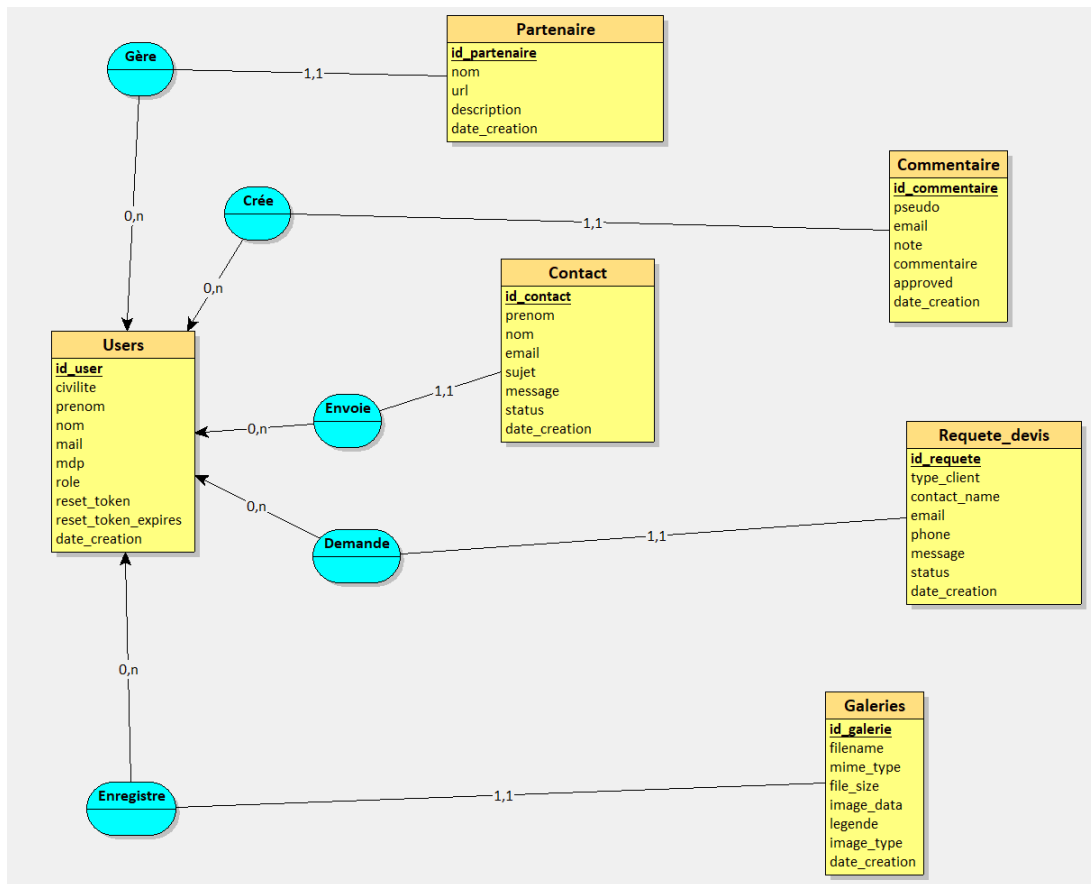 Partenaire
id_partenaire
nom
url
description
date_creation
Gère
1,1
0,n
Commentaire
id_commentaire
pseudo
email
note
commentaire
approved
date_creation
Crée
1,1
0,n
Contact
id_contact
prenom
nom
email
sujet
message
status
date_creation
Users
id_user
civilite
prenom
nom
mail
mdp
role
reset_token
reset_token_expires
date_creation
Envoie
1,1
0,n
Requete_devis
id_requete
type_client
contact_name
email
phone
message
status
date_creation
0,n
Demande
1,1
0,n
Galeries
id_galerie
filename
mime_type
file_size
image_data
legende
image_type
date_creation
Enregistre
1,1